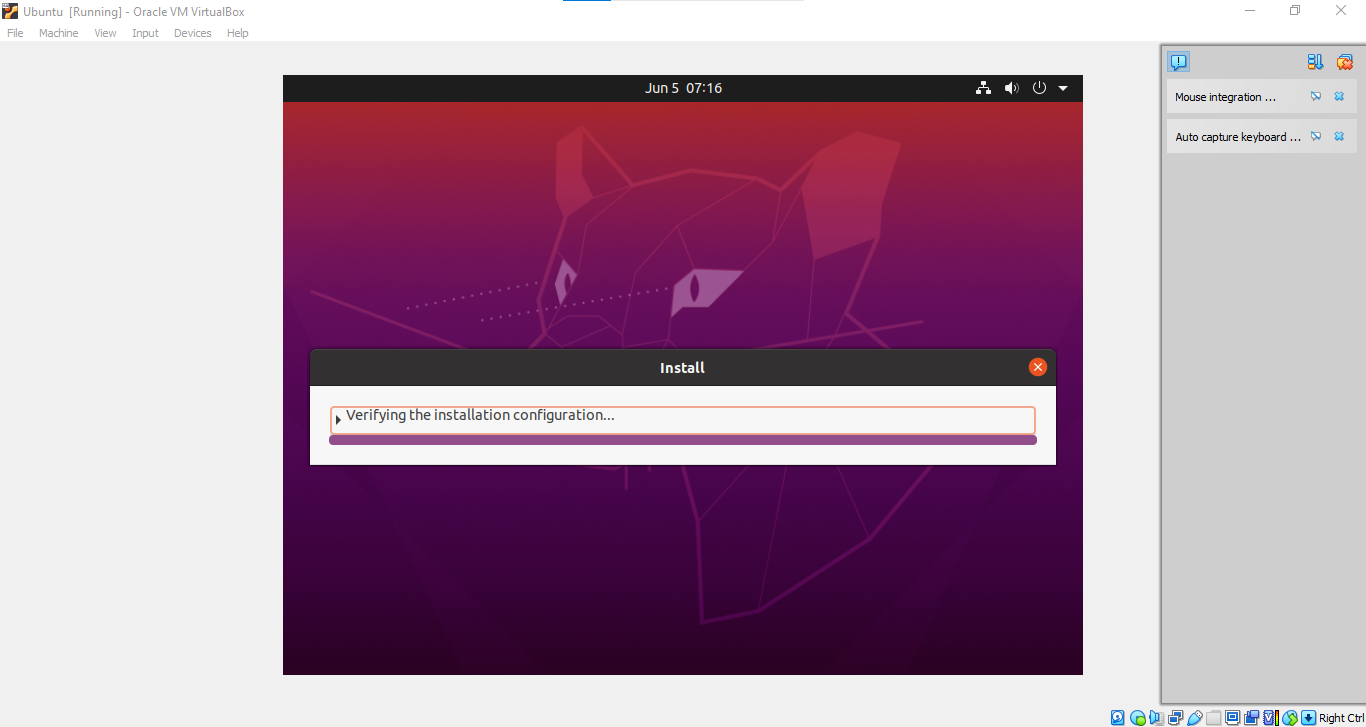 Ubuntu [Running] - Oracle VM VirtualBox
File Machine View Input Devices Help
Jun 5 07:16
Mouse integration ...
Auto capture keyboard ...
Install
Verifying the installation configuration...
Right Ctrl